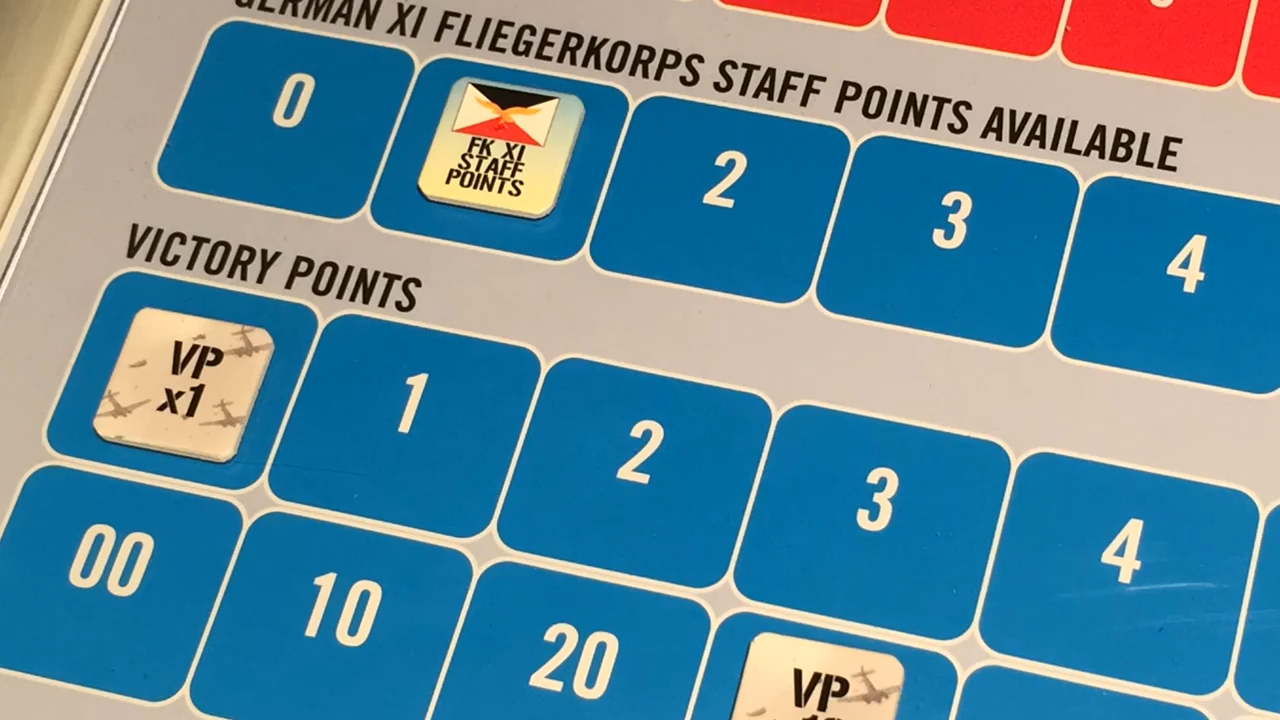 GERMAN XI FLIEGERKORPS STAFF POINTS AVAILABLE
0
FK XI
STAFF
POINTS
2
3
4
VICTORY POINTS
VP
x1
1
2
3
4
00
10
20
VP